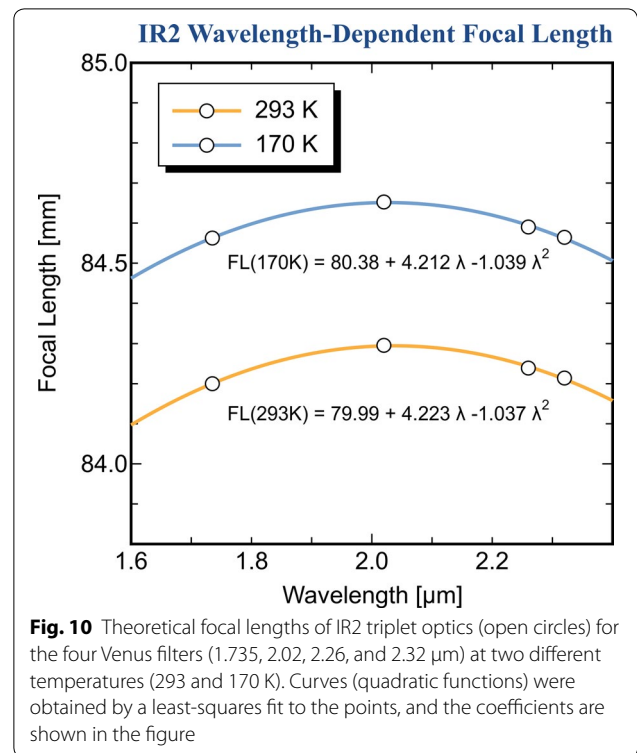 IR2 Wavelength-Dependent Focal Length
85.0
293 K
170 K
Focal Length [mm]
84.5
FL(170K) = 80.38 + 4.212 λ -1.039 λ²
FL(293K) = 79.99 + 4.223 λ -1.037 λ²
84.0
1.6 1.8 2.0 2.2
Wavelength [μm]
Fig. 10 Theoretical focal lengths of IR2 triplet optics (open circles) for
the four Venus filters (1.735, 2.02, 2.26, and 2.32 μm) at two different
temperatures (293 and 170 K). Curves (quadratic functions) were
obtained by a least-squares fit to the points, and the coefficients are
shown in the figure